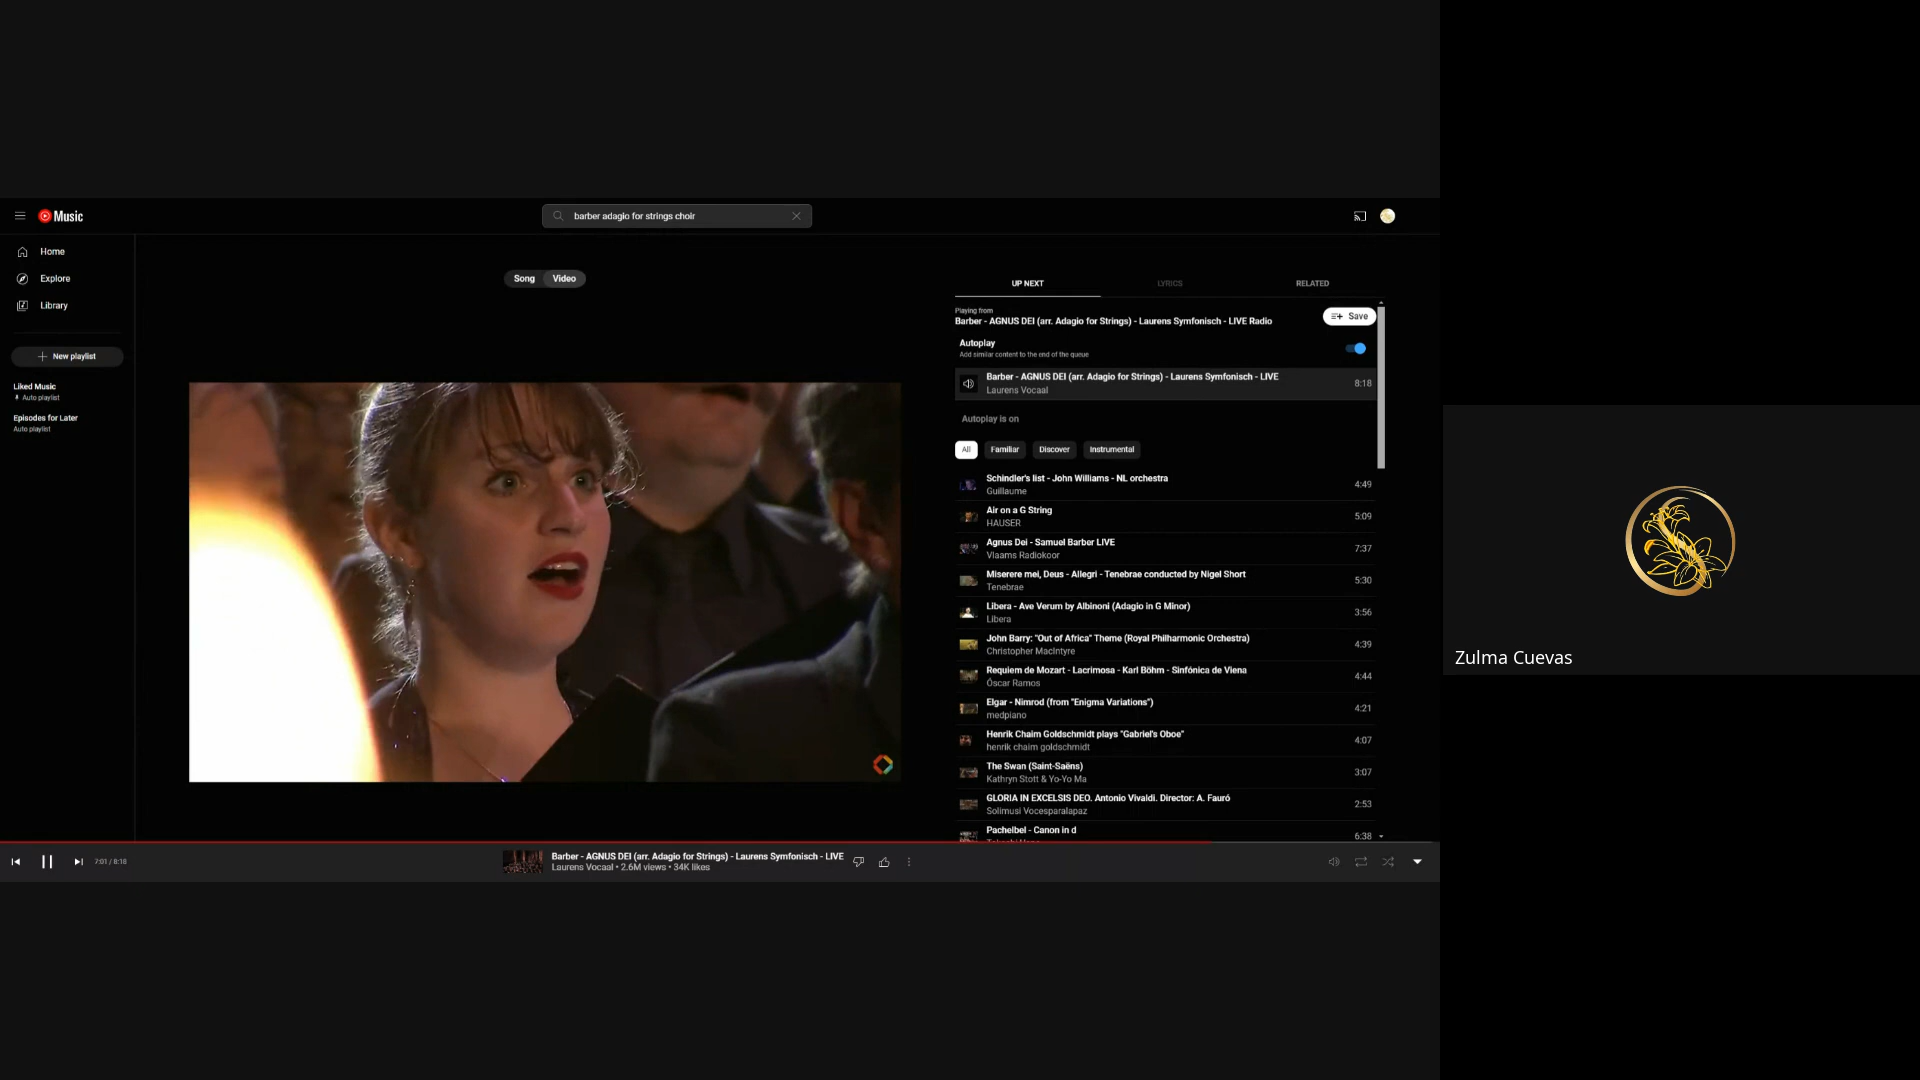 Music
barber adagio for strings choir
Home
Explore
Library
New playlist
Liked Music
Auto playlist
Episodes for Later
Auto playlist
Song
Video
UP NEXT
LYRICS
RELATED
Playing from
Barber - AGNUS DEI (arr. Adagio for Strings) - Laurens Symfonisch - LIVE Radio
Save
Autoplay
Add similar content to the end of the queue
Barber - AGNUS DEI (arr. Adagio for Strings) - Laurens Symfonisch - LIVE
Laurens Vocaal
8:18
Autoplay is on
All
Familiar
Discover
Instrumental
Schindler's list - John Williams - NL orchestra
Guillaume
4:49
Air on a G String
HAUSER
5:09
Agnus Dei - Samuel Barber LIVE
Vlaams Radiokoor
7:37
Miserere mei, Deus - Allegri - Tenebrae conducted by Nigel Short
Tenebrae
5:30
Libera - Ave Verum by Albinoni (Adagio in G Minor)
Libera
3:56
John Barry: "Out of Africa" Theme (Royal Philharmonic Orchestra)
Christopher MacIntyre
4:39
Requiem de Mozart - Lacrimosa - Karl Böhm - Sinfónica de Viena
Óscar Ramos
4:44
Elgar - Nimrod (from "Enigma Variations")
medpiano
4:21
Henrik Chaim Goldschmidt plays "Gabriel's Oboe"
henrik chaim goldschmidt
4:07
The Swan (Saint-Saëns)
Kathryn Stott & Yo-Yo Ma
3:07
GLORIA IN EXCELSIS DEO. Antonio Vivaldi. Director: A. Fauró
Solimusi Vocesparalapaz
2:53
Pachelbel - Canon in d
6:38
7:01 / 8:18
Barber - AGNUS DEI (arr. Adagio for Strings) - Laurens Symfonisch - LIVE
Laurens Vocaal • 2.6M views • 34K likes
Zulma Cuevas